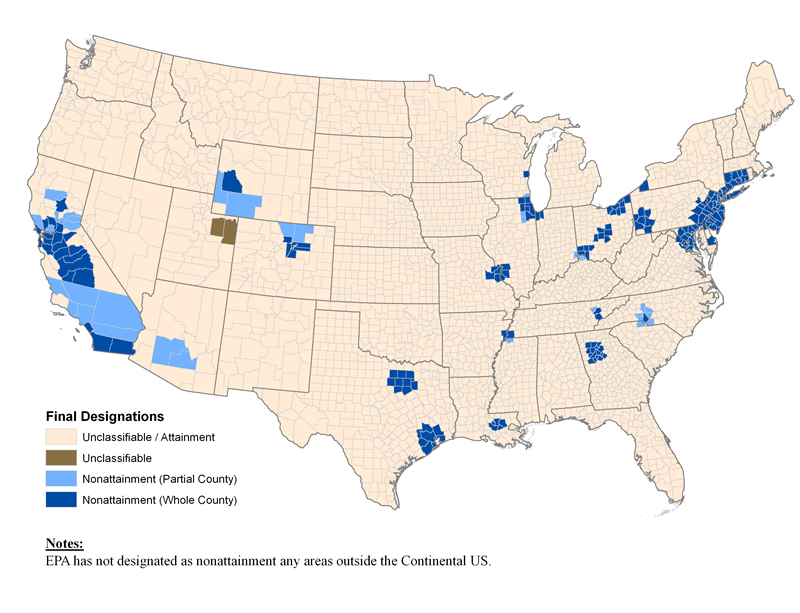 Final Designations
Unclassifiable / Attainment
Unclassifiable
Nonattainment (Partial County)
Nonattainment (Whole County)
Notes:
EPA has not designated as nonattainment any areas outside the Continental US.